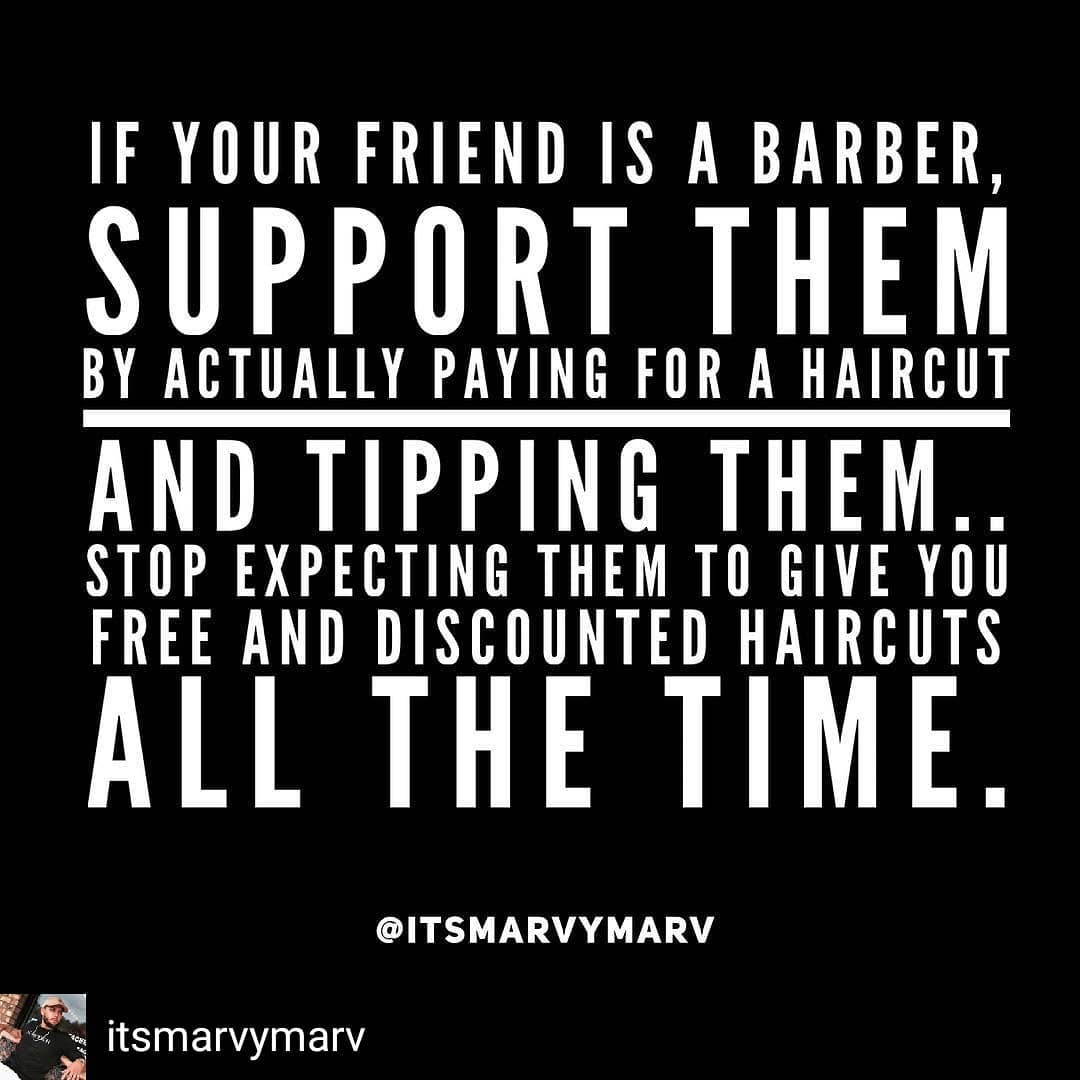 IF YOUR FRIEND IS A BARBER,
SUPPORT THEM
BY ACTUALLY PAYING FOR A HAIRCUT
AND TIPPING THEM..
STOP EXPECTING THEM TO GIVE YOU
FREE AND DISCOUNTED HAIRCUTS
ALL THE TIME.
@ITSMARVYMARV
itsmarvymarv